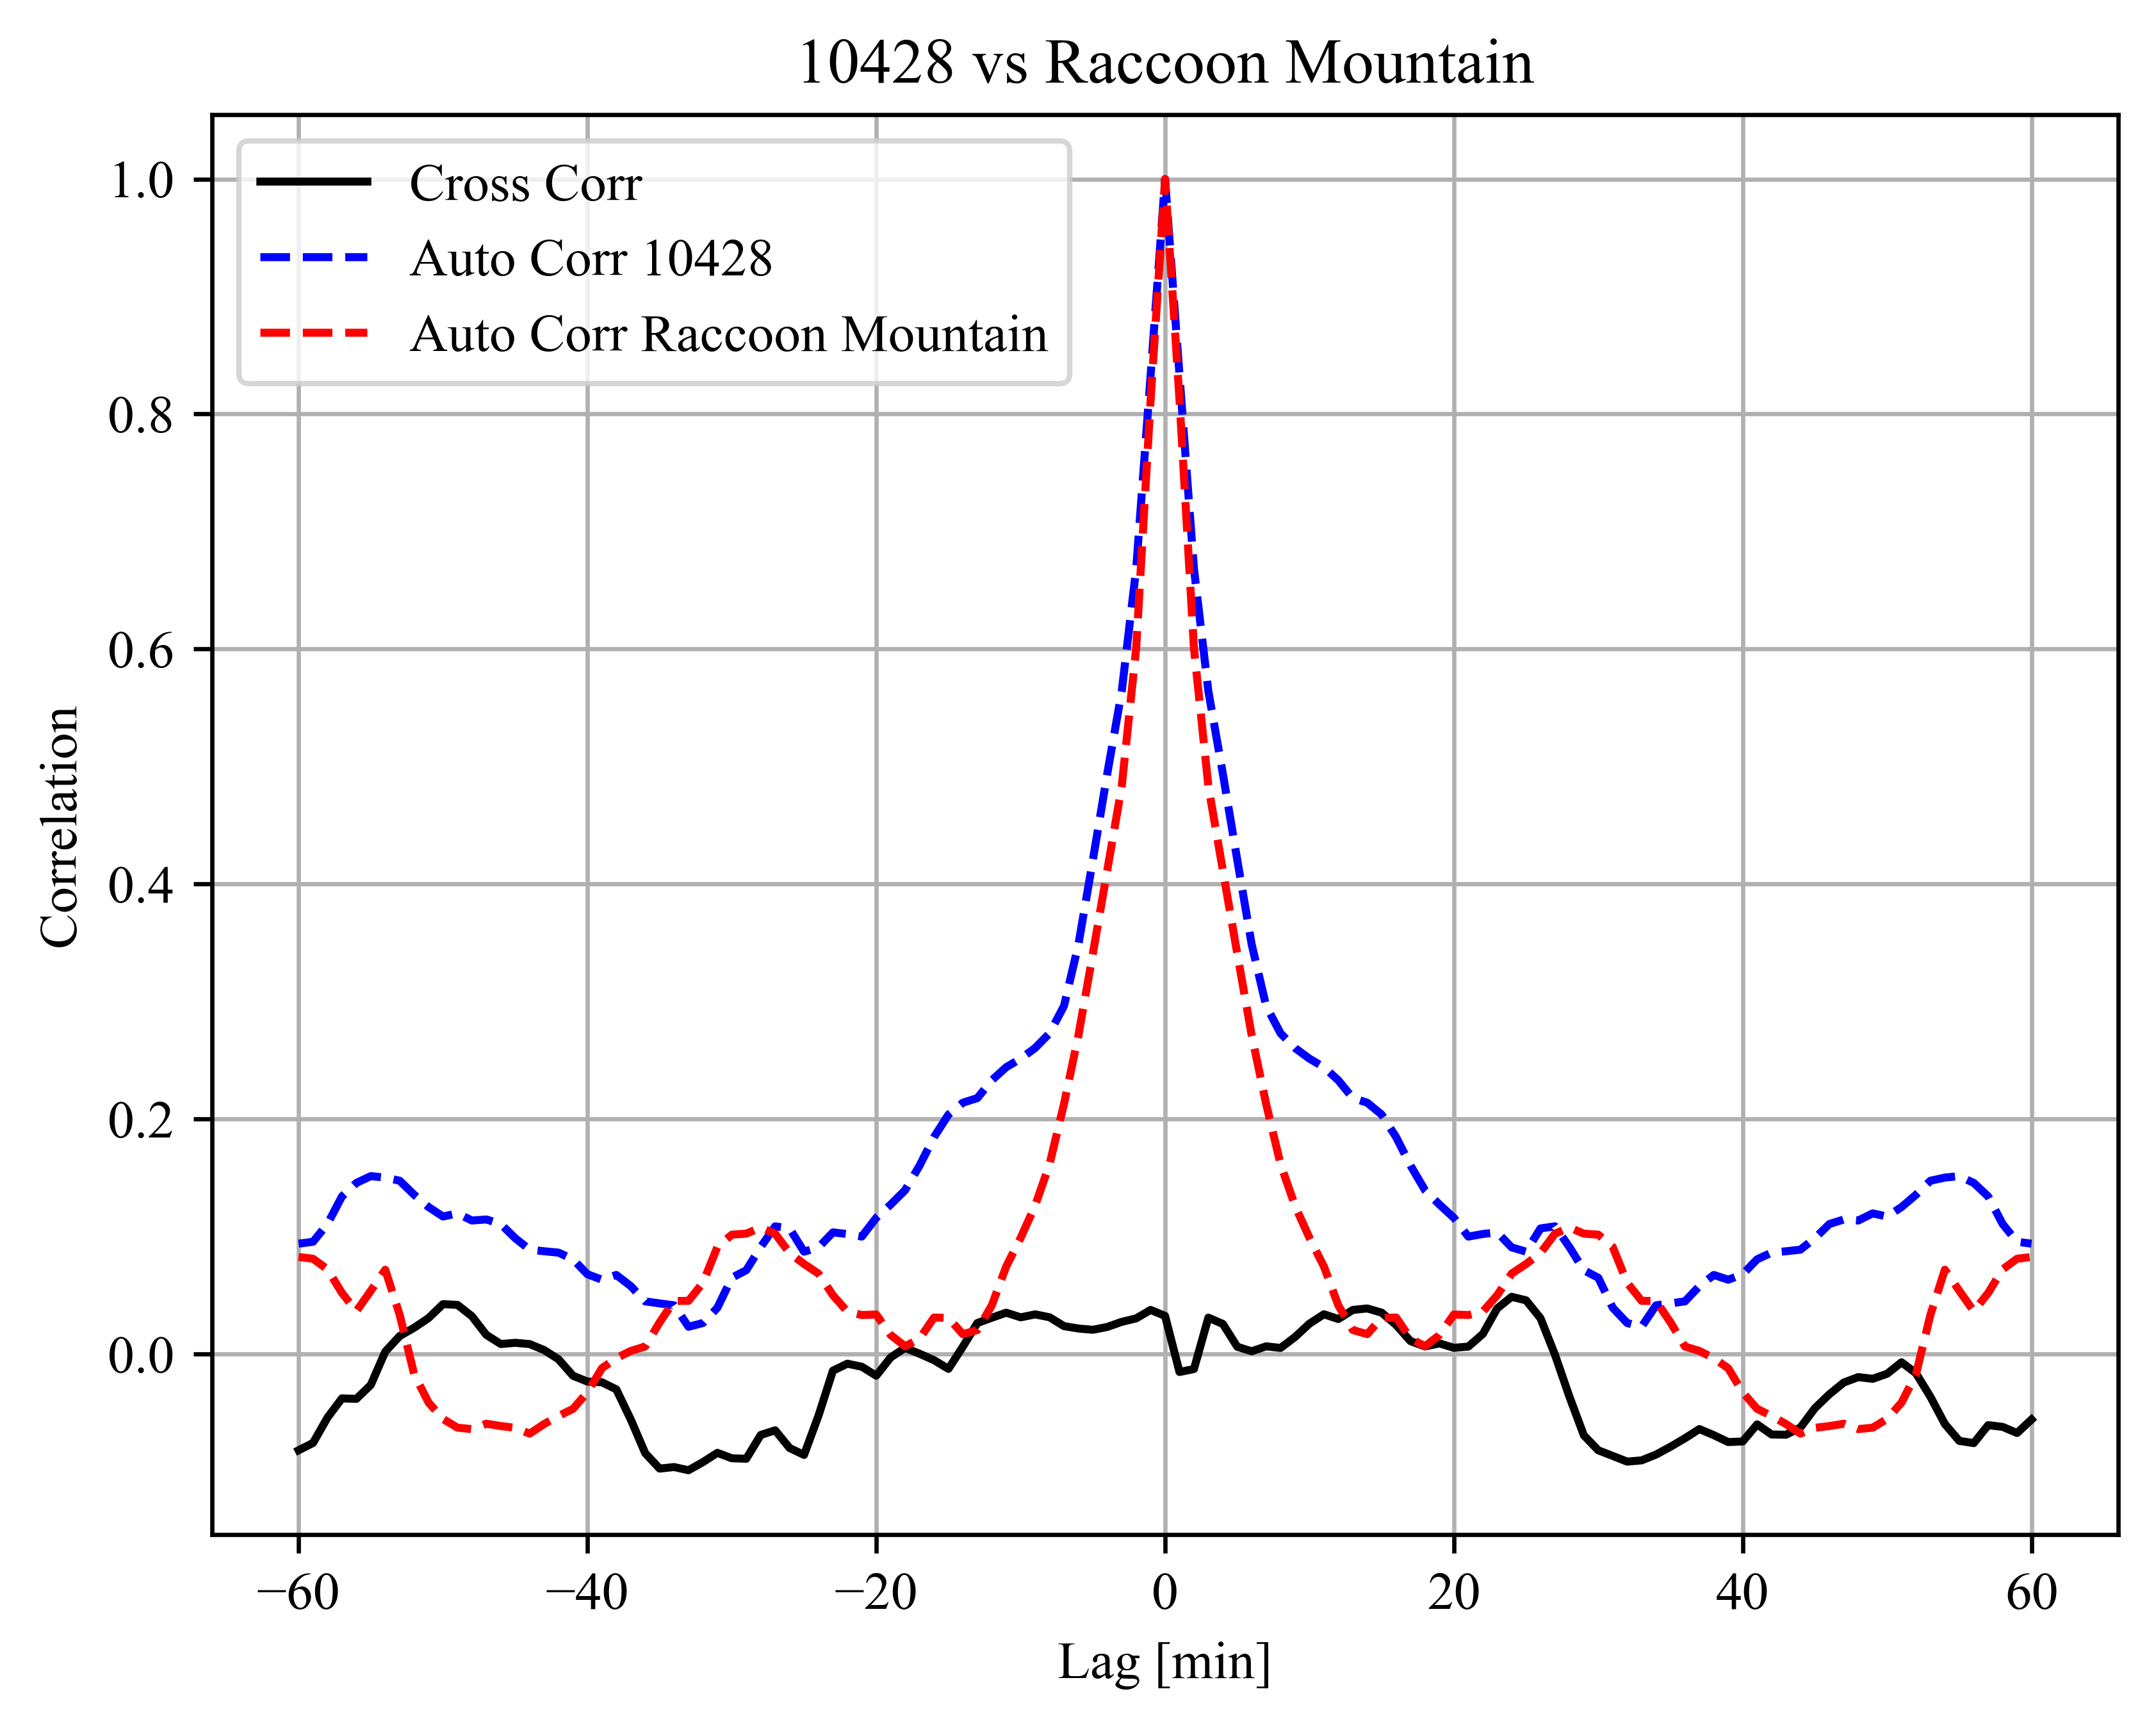 10428 vs Raccoon Mountain
Cross Corr
Auto Corr 10428
Auto Corr Raccoon Mountain
1.0
0.8
0.6
0.4
0.2
0.0
Correlation
−60 −40 −20 0 20 40 60
Lag [min]